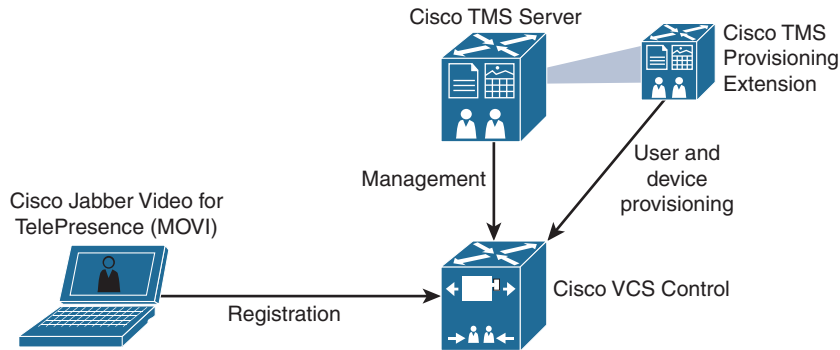 Cisco TMS Server
Cisco TMS
Provisioning
Extension
Management
User and
device
provisioning
Cisco Jabber Video for
TelePresence (MOVI)
Registration
Cisco VCS Control